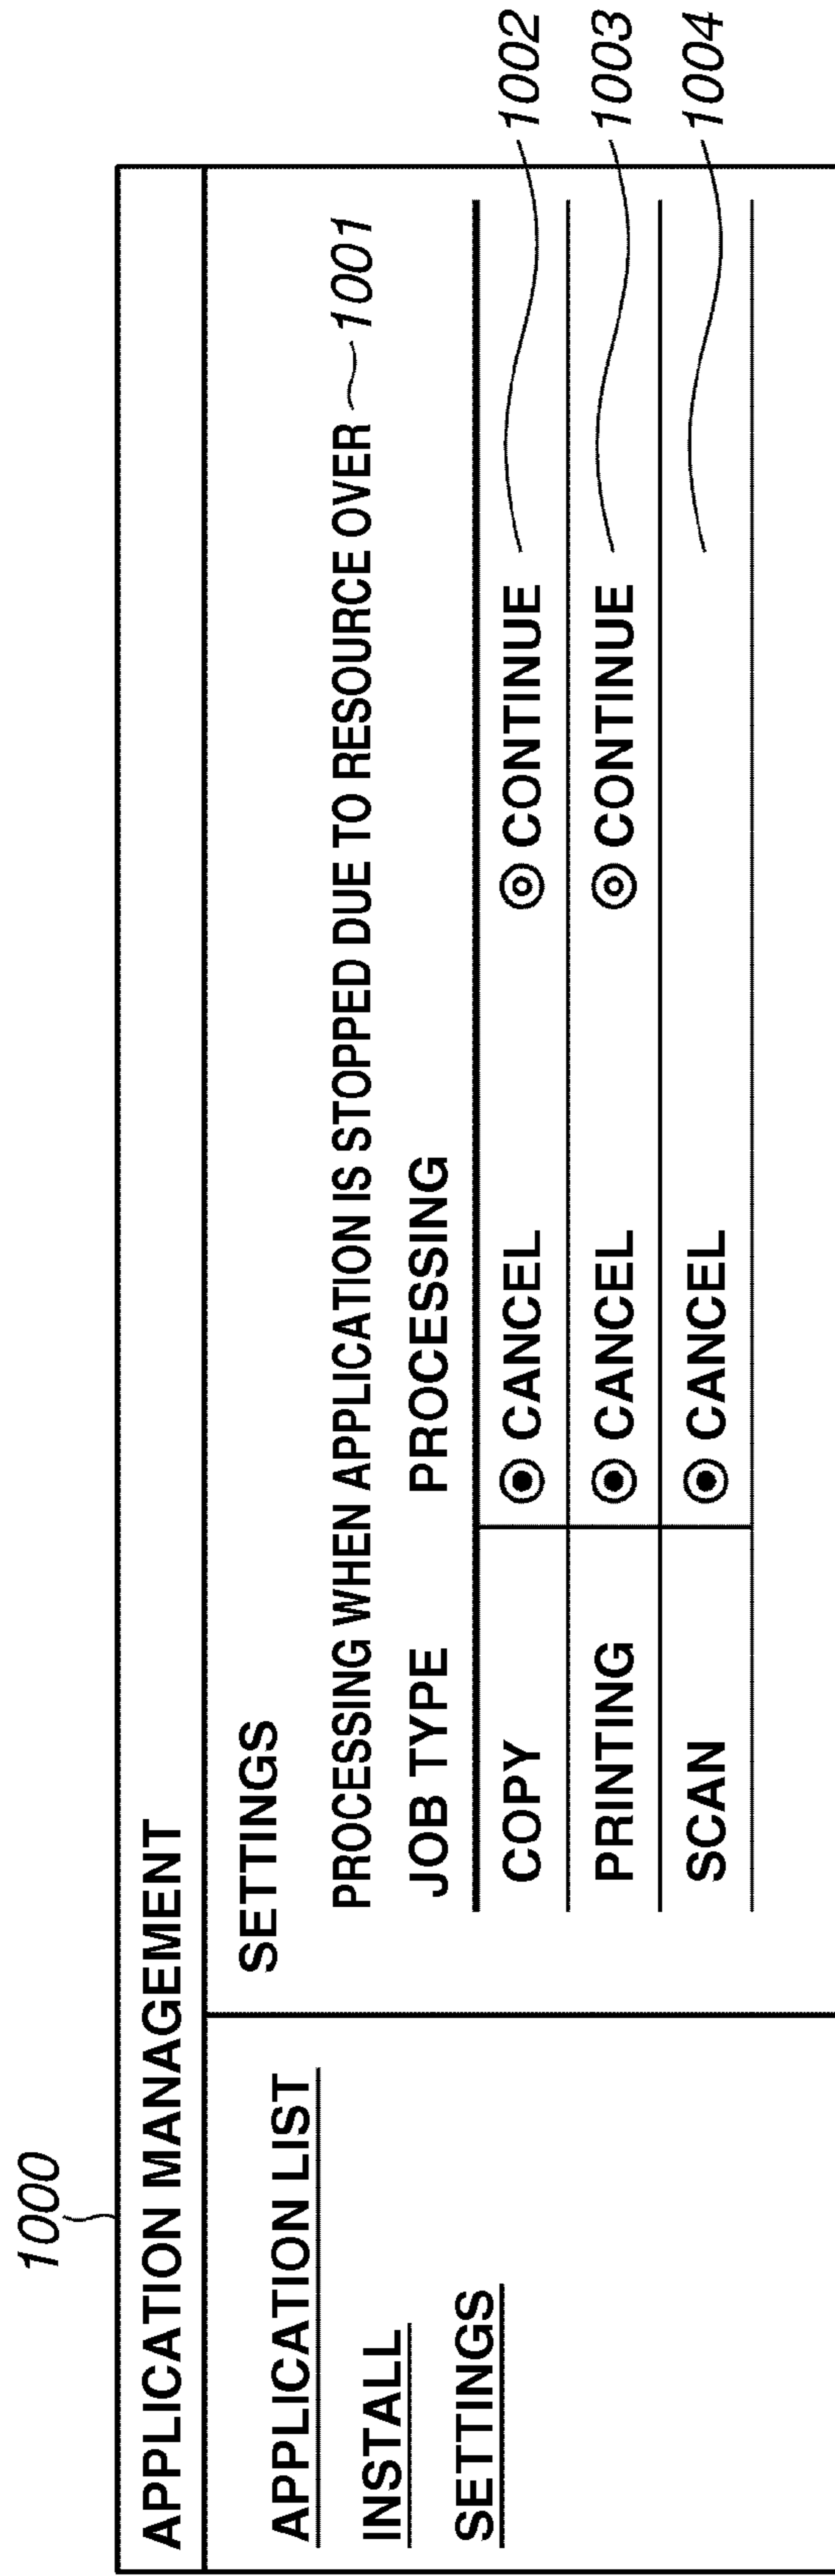 1000
APPLICATION MANAGEMENT
APPLICATION LIST
INSTALL
SETTINGS
SETTINGS
PROCESSING WHEN APPLICATION IS STOPPED DUE TO RESOURCE OVER 1001
JOB TYPE PROCESSING
COPY CANCEL CONTINUE 1002
PRINTING CANCEL CONTINUE 1003
SCAN CANCEL 1004